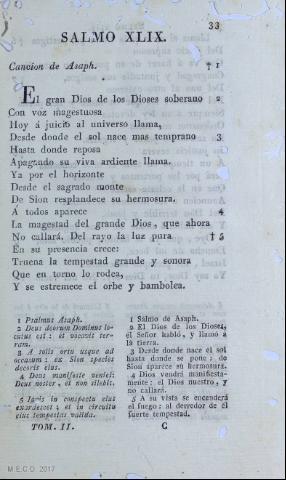 33
SALMO XLIX.
Cancion de Asaph. † 1
El gran Dios de los Dioses soberano 2
Con voz magestuosa
Hoy á juicio al universo llama,
Desde donde el sol nace mas temprano 3
Hasta donde reposa
Apagando su viva ardiente llama.
Ya por el horizonte
Desde el sagrado monte
De Sion resplandece su hermosura.
Á todos aparece 4
La magestad del grande Dios, que ahora
No callará. Del rayo la luz pura † 5
En su presencia crece:
Truena la tempestad grande y sonora
Que en torno lo rodea,
Y se estremece el orbe y bambolea.
1 Psalmus Asaph.
2 Deus deorum Dominus locutus
est : et vocavit terram.
3 A solis ortu usque ad
occasum : ex Sion species
decoris eius.
4 Deus manifeste veniet:
Deus noster, et non silebit.
5 Ignis in conspectu eius
exardescet : et in circuitu
eius tempestas valida.
1 Salmo de Asaph.
2 El Dios de los Dioses,
el Señor habló, y llamó á
la tierra.
3 Desde donde nace el sol
hasta donde se pone : de
Sion aparece su hermosura.
4 Dios vendrá manifestamente
: el Dios nuestro, y
no callará.
5 A su vista se encenderá
el fuego: al derredor de él
fuerte tempestad.
TOM. II. C
M.E.C.D. 2017